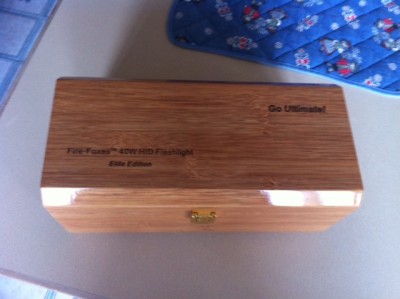 Go Ultimate!
Fire-Foxes™ 40W HID Flashlight
Elite Edition